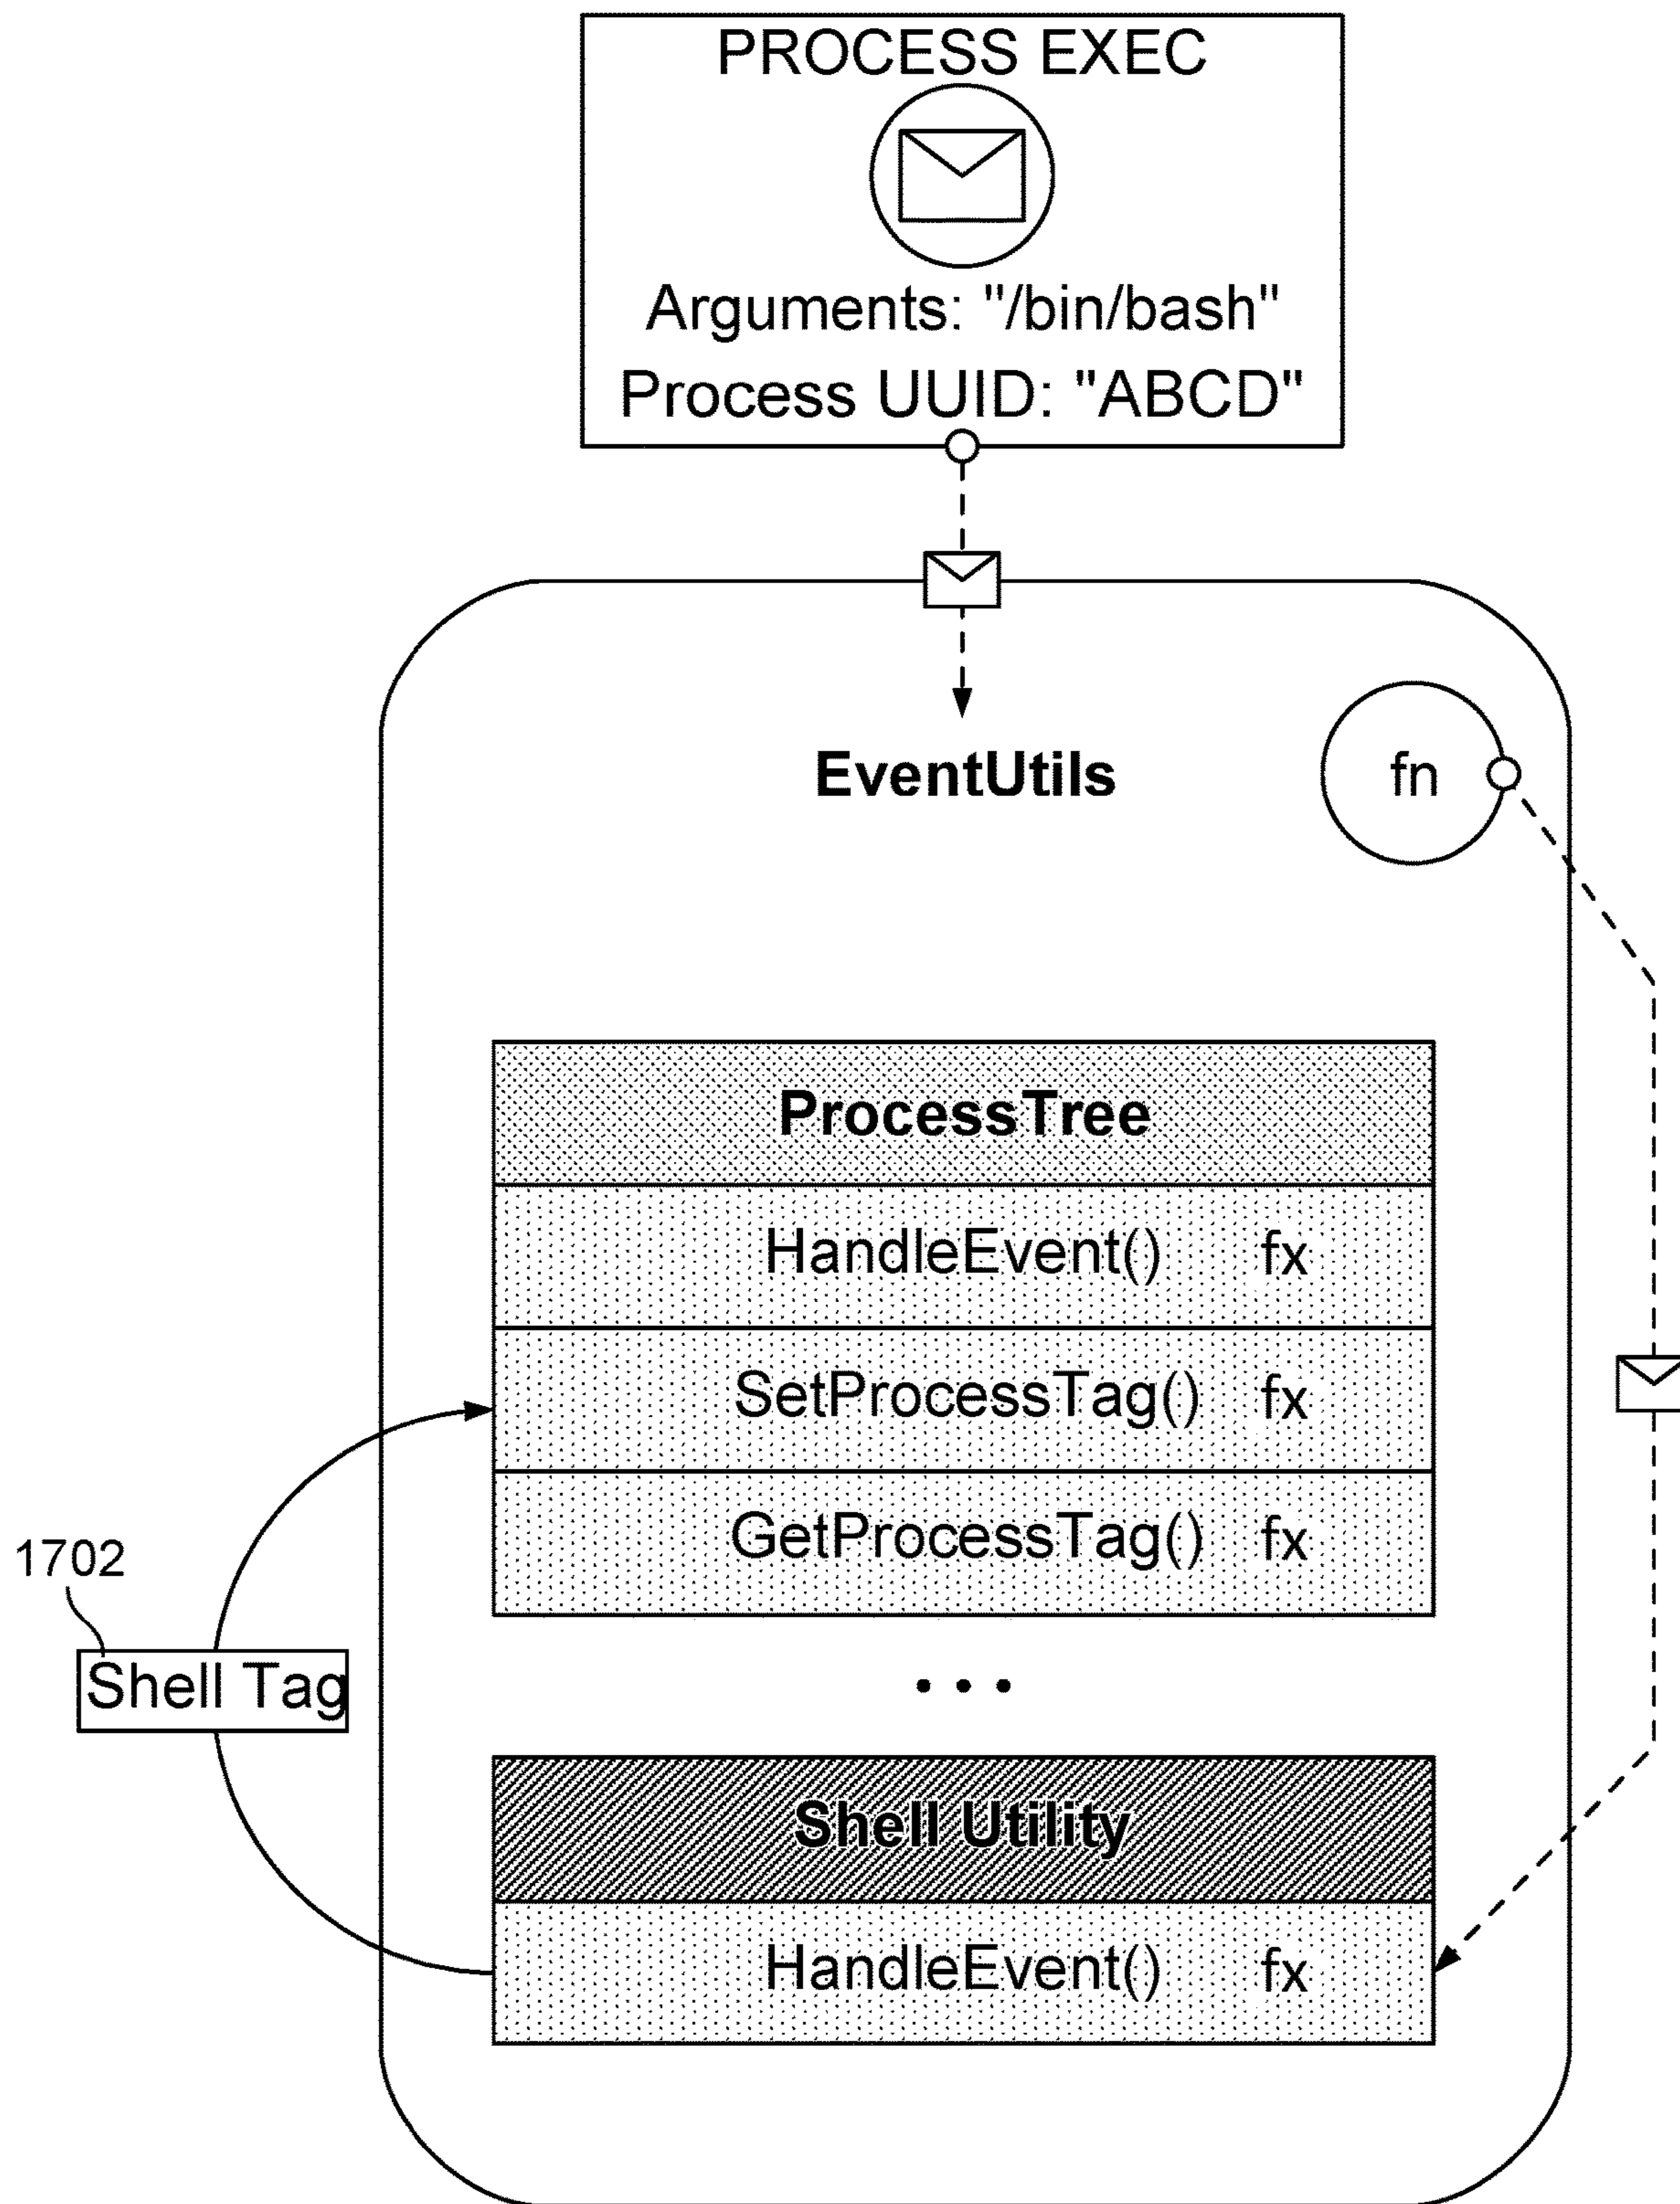 PROCESS EXEC
Arguments: "/bin/bash"
Process UUID: "ABCD"
EventUtils
fn
ProcessTree
HandleEvent() fx
SetProcessTag() fx
GetProcessTag() fx
1702
Shell Tag
Shell Utility
HandleEvent() fx